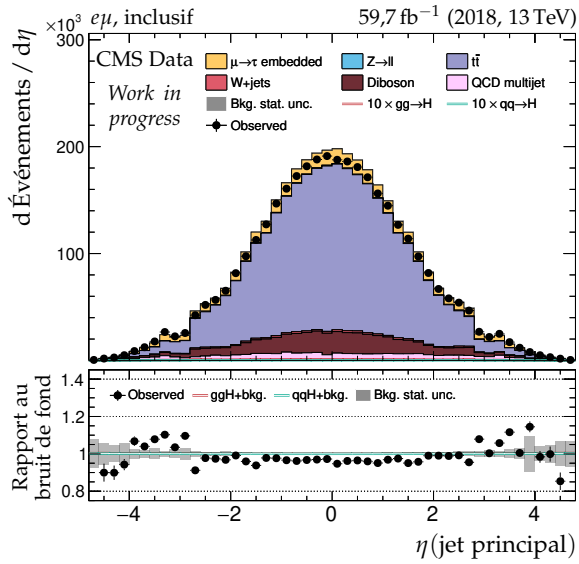 eμ, inclusif 59,7 fb⁻¹ (2018, 13 TeV)
×10³
300
CMS Data
Work in
progress
μ→τ embedded Z→ll tt̄
W+jets Diboson QCD multijet
Bkg. stat. unc. 10 × gg→H 10 × qq→H
Observed
200
100
d Événements / dη
1.4
Observed ggH+bkg. qqH+bkg. Bkg. stat. unc.
1.2
1
0.8
Rapport au
bruit de fond
−4 −2 0 2 4
η (jet principal)